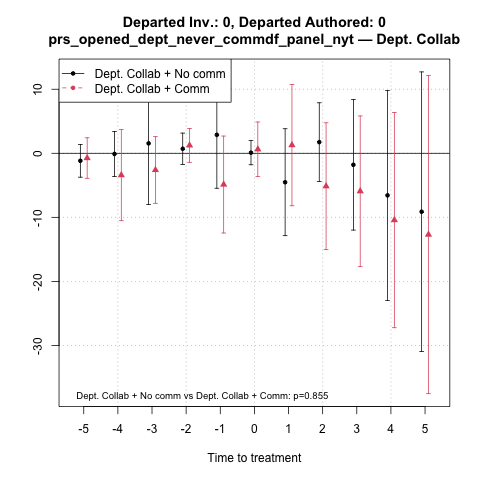 Departed Inv.: 0, Departed Authored: 0
prs_opened_dept_never_commdf_panel_nyt — Dept. Collab
Dept. Collab + No comm
Dept. Collab + Comm
10
0
-10
-20
-30
Dept. Collab + No comm vs Dept. Collab + Comm: p=0.855
-5 -4 -3 -2 -1 0 1 2 3 4 5
Time to treatment